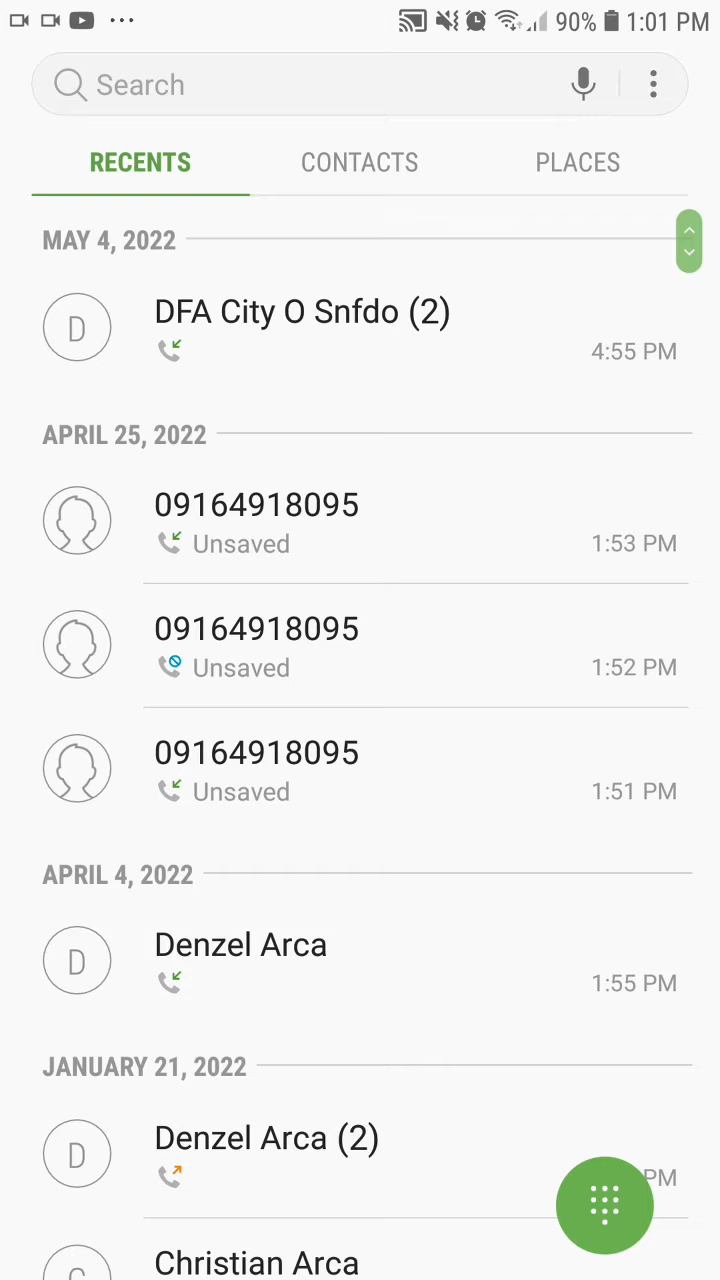 90% 1:01 PM
Search
RECENTS CONTACTS PLACES
MAY 4, 2022
D
DFA City O Snfdo (2)
4:55 PM
APRIL 25, 2022
09164918095
Unsaved 1:53 PM
09164918095
Unsaved 1:52 PM
09164918095
Unsaved 1:51 PM
APRIL 4, 2022
D
Denzel Arca
1:55 PM
JANUARY 21, 2022
D
Denzel Arca (2)
PM
Christian Arca